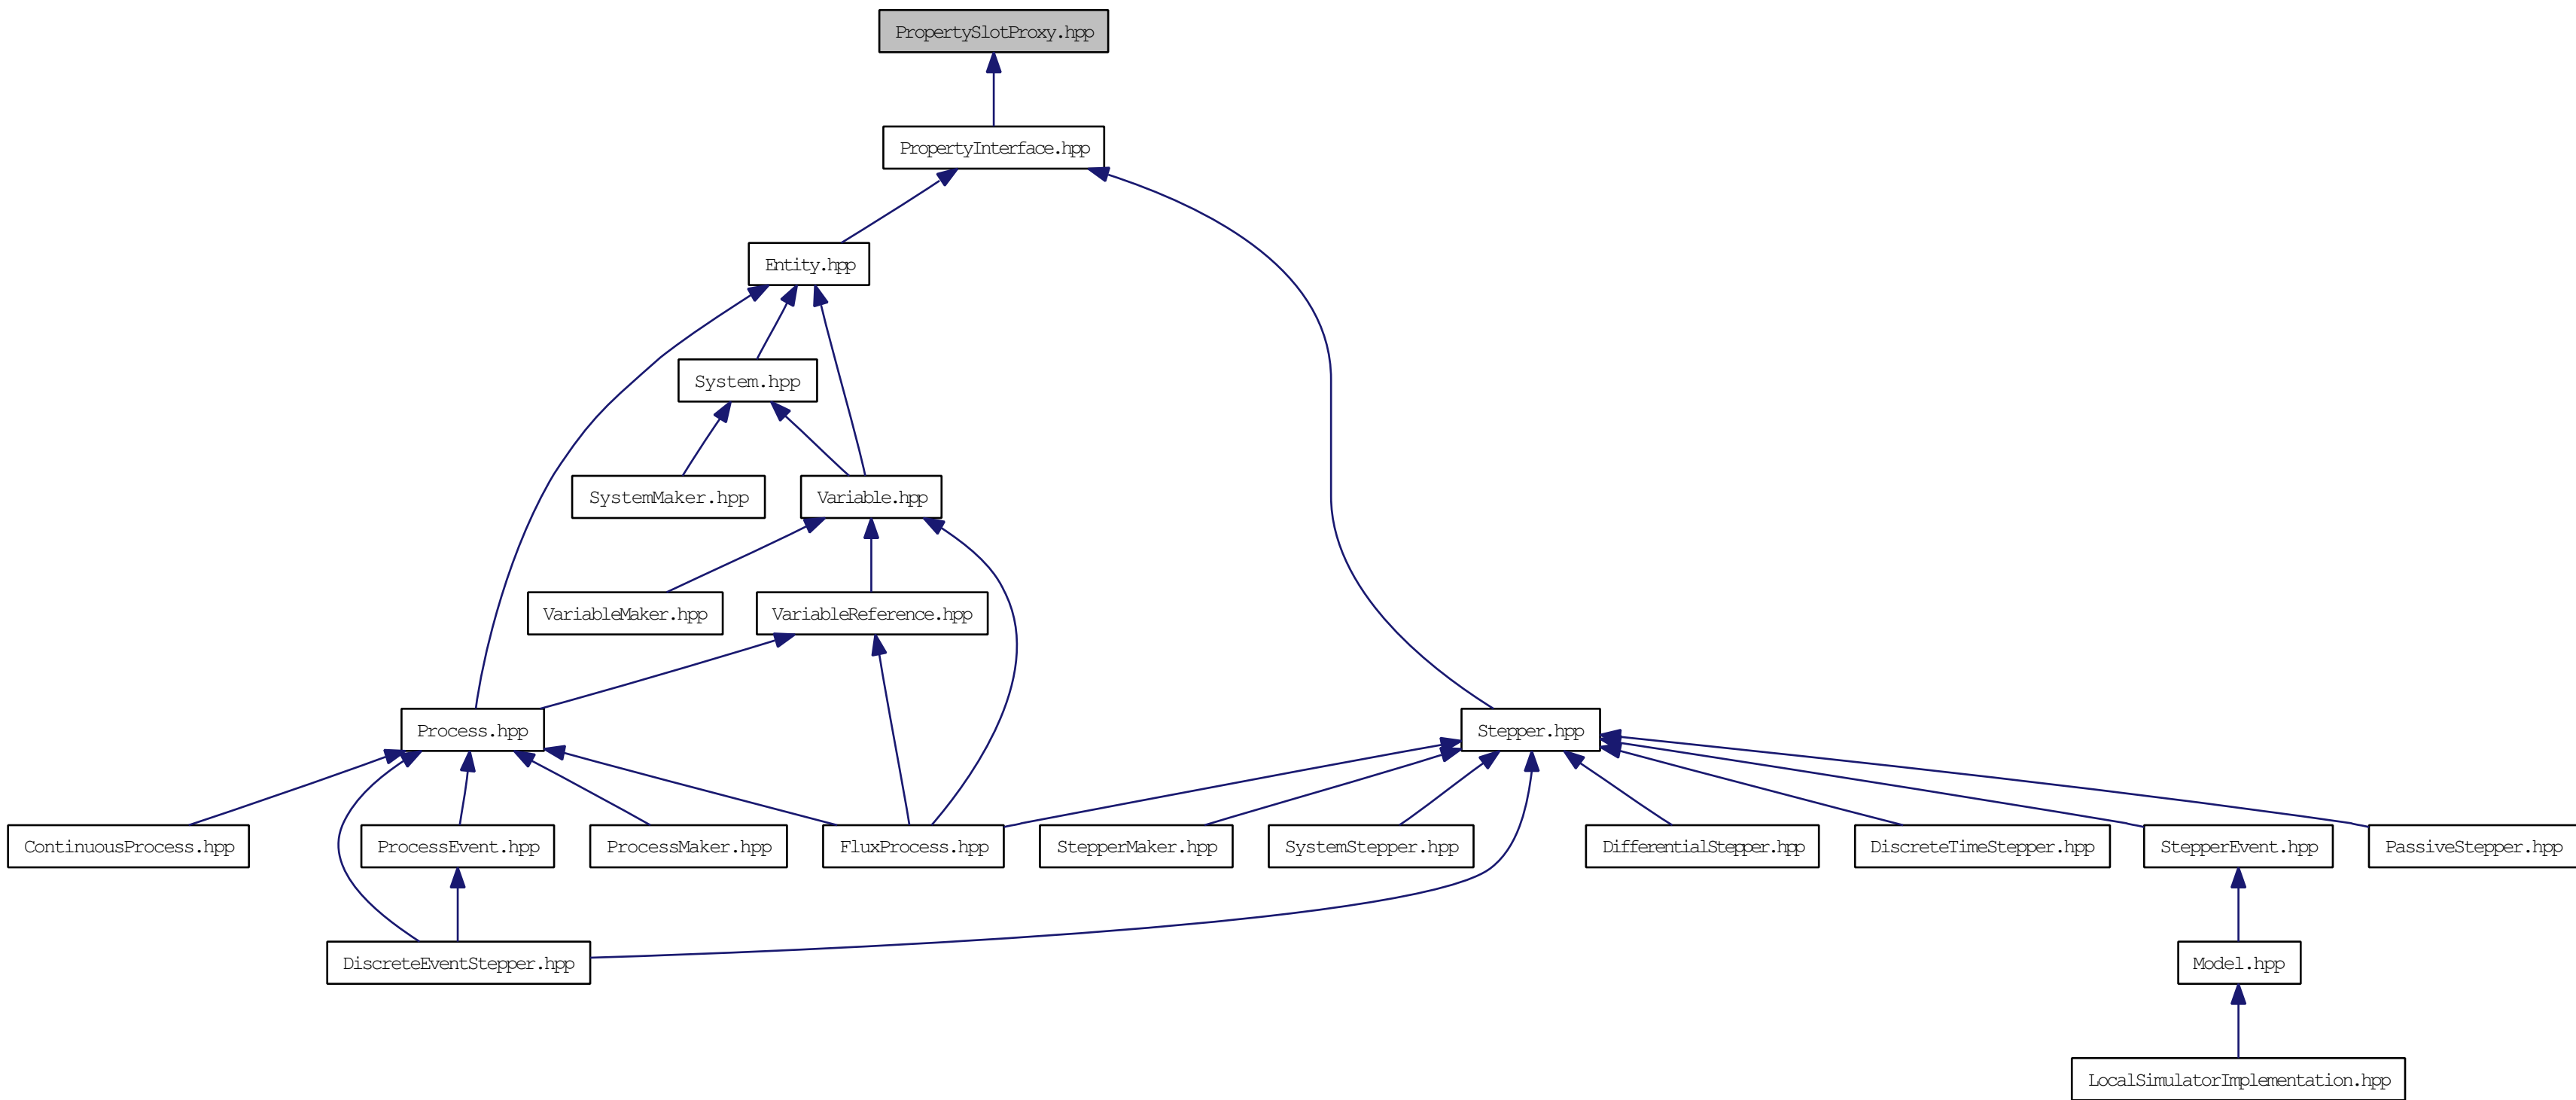 PropertySlotProxy.hpp
PropertyInterface.hpp
Entity.hpp
System.hpp
SystemMaker.hpp
Variable.hpp
VariableMaker.hpp
VariableReference.hpp
Process.hpp
Stepper.hpp
ContinuousProcess.hpp
ProcessEvent.hpp
ProcessMaker.hpp
FluxProcess.hpp
StepperMaker.hpp
SystemStepper.hpp
DifferentialStepper.hpp
DiscreteTimeStepper.hpp
StepperEvent.hpp
PassiveStepper.hpp
DiscreteEventStepper.hpp
Model.hpp
LocalSimulatorImplementation.hpp